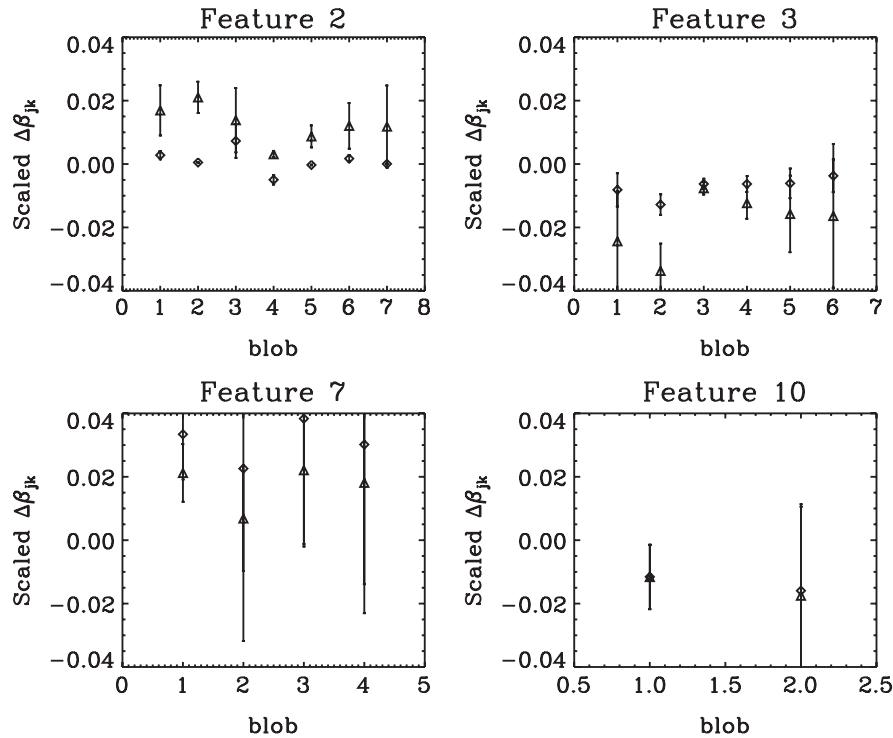 Feature 2
Scaled Δβjk
0.04
0.02
0.00
−0.02
−0.04
0 1 2 3 4 5 6 7 8
blob
Feature 3
Scaled Δβjk
0.04
0.02
0.00
−0.02
−0.04
0 1 2 3 4 5 6 7
blob
Feature 7
Scaled Δβjk
0.04
0.02
0.00
−0.02
−0.04
0 1 2 3 4 5
blob
Feature 10
Scaled Δβjk
0.04
0.02
0.00
−0.02
−0.04
0.5 1.0 1.5 2.0 2.5
blob